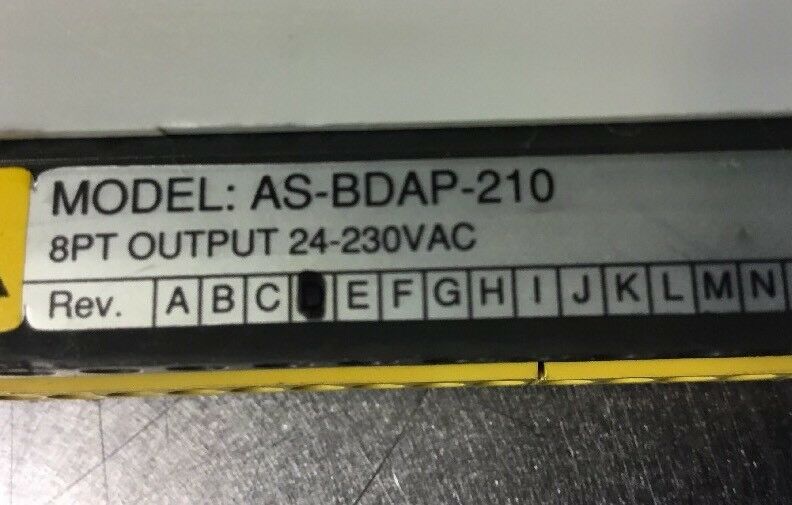 MODEL: AS-BDAP-210
8PT OUTPUT 24-230VAC
Rev. A B C D E F G H I J K L M N